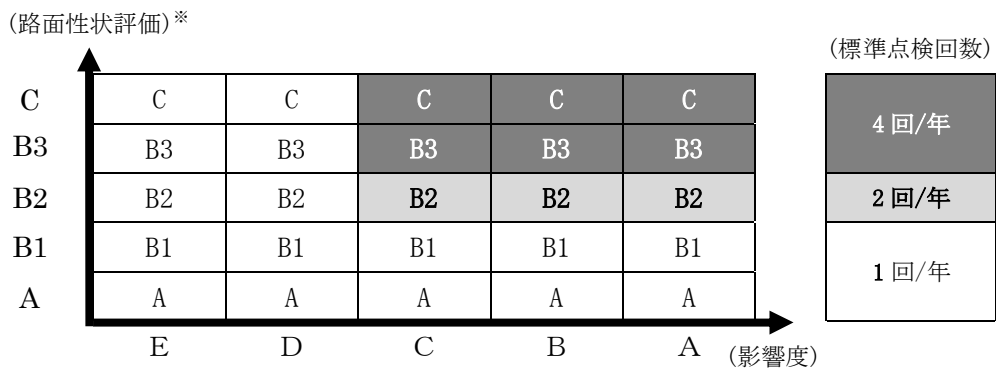 (路面性状評価)※
(標準点検回数)
C C C C C C
4 回/年
B3 B3 B3 B3 B3 B3
B2 B2 B2 B2 B2 B2
2 回/年
B1 B1 B1 B1 B1 B1
1 回/年
A A A A A A
E D C B A
(影響度)